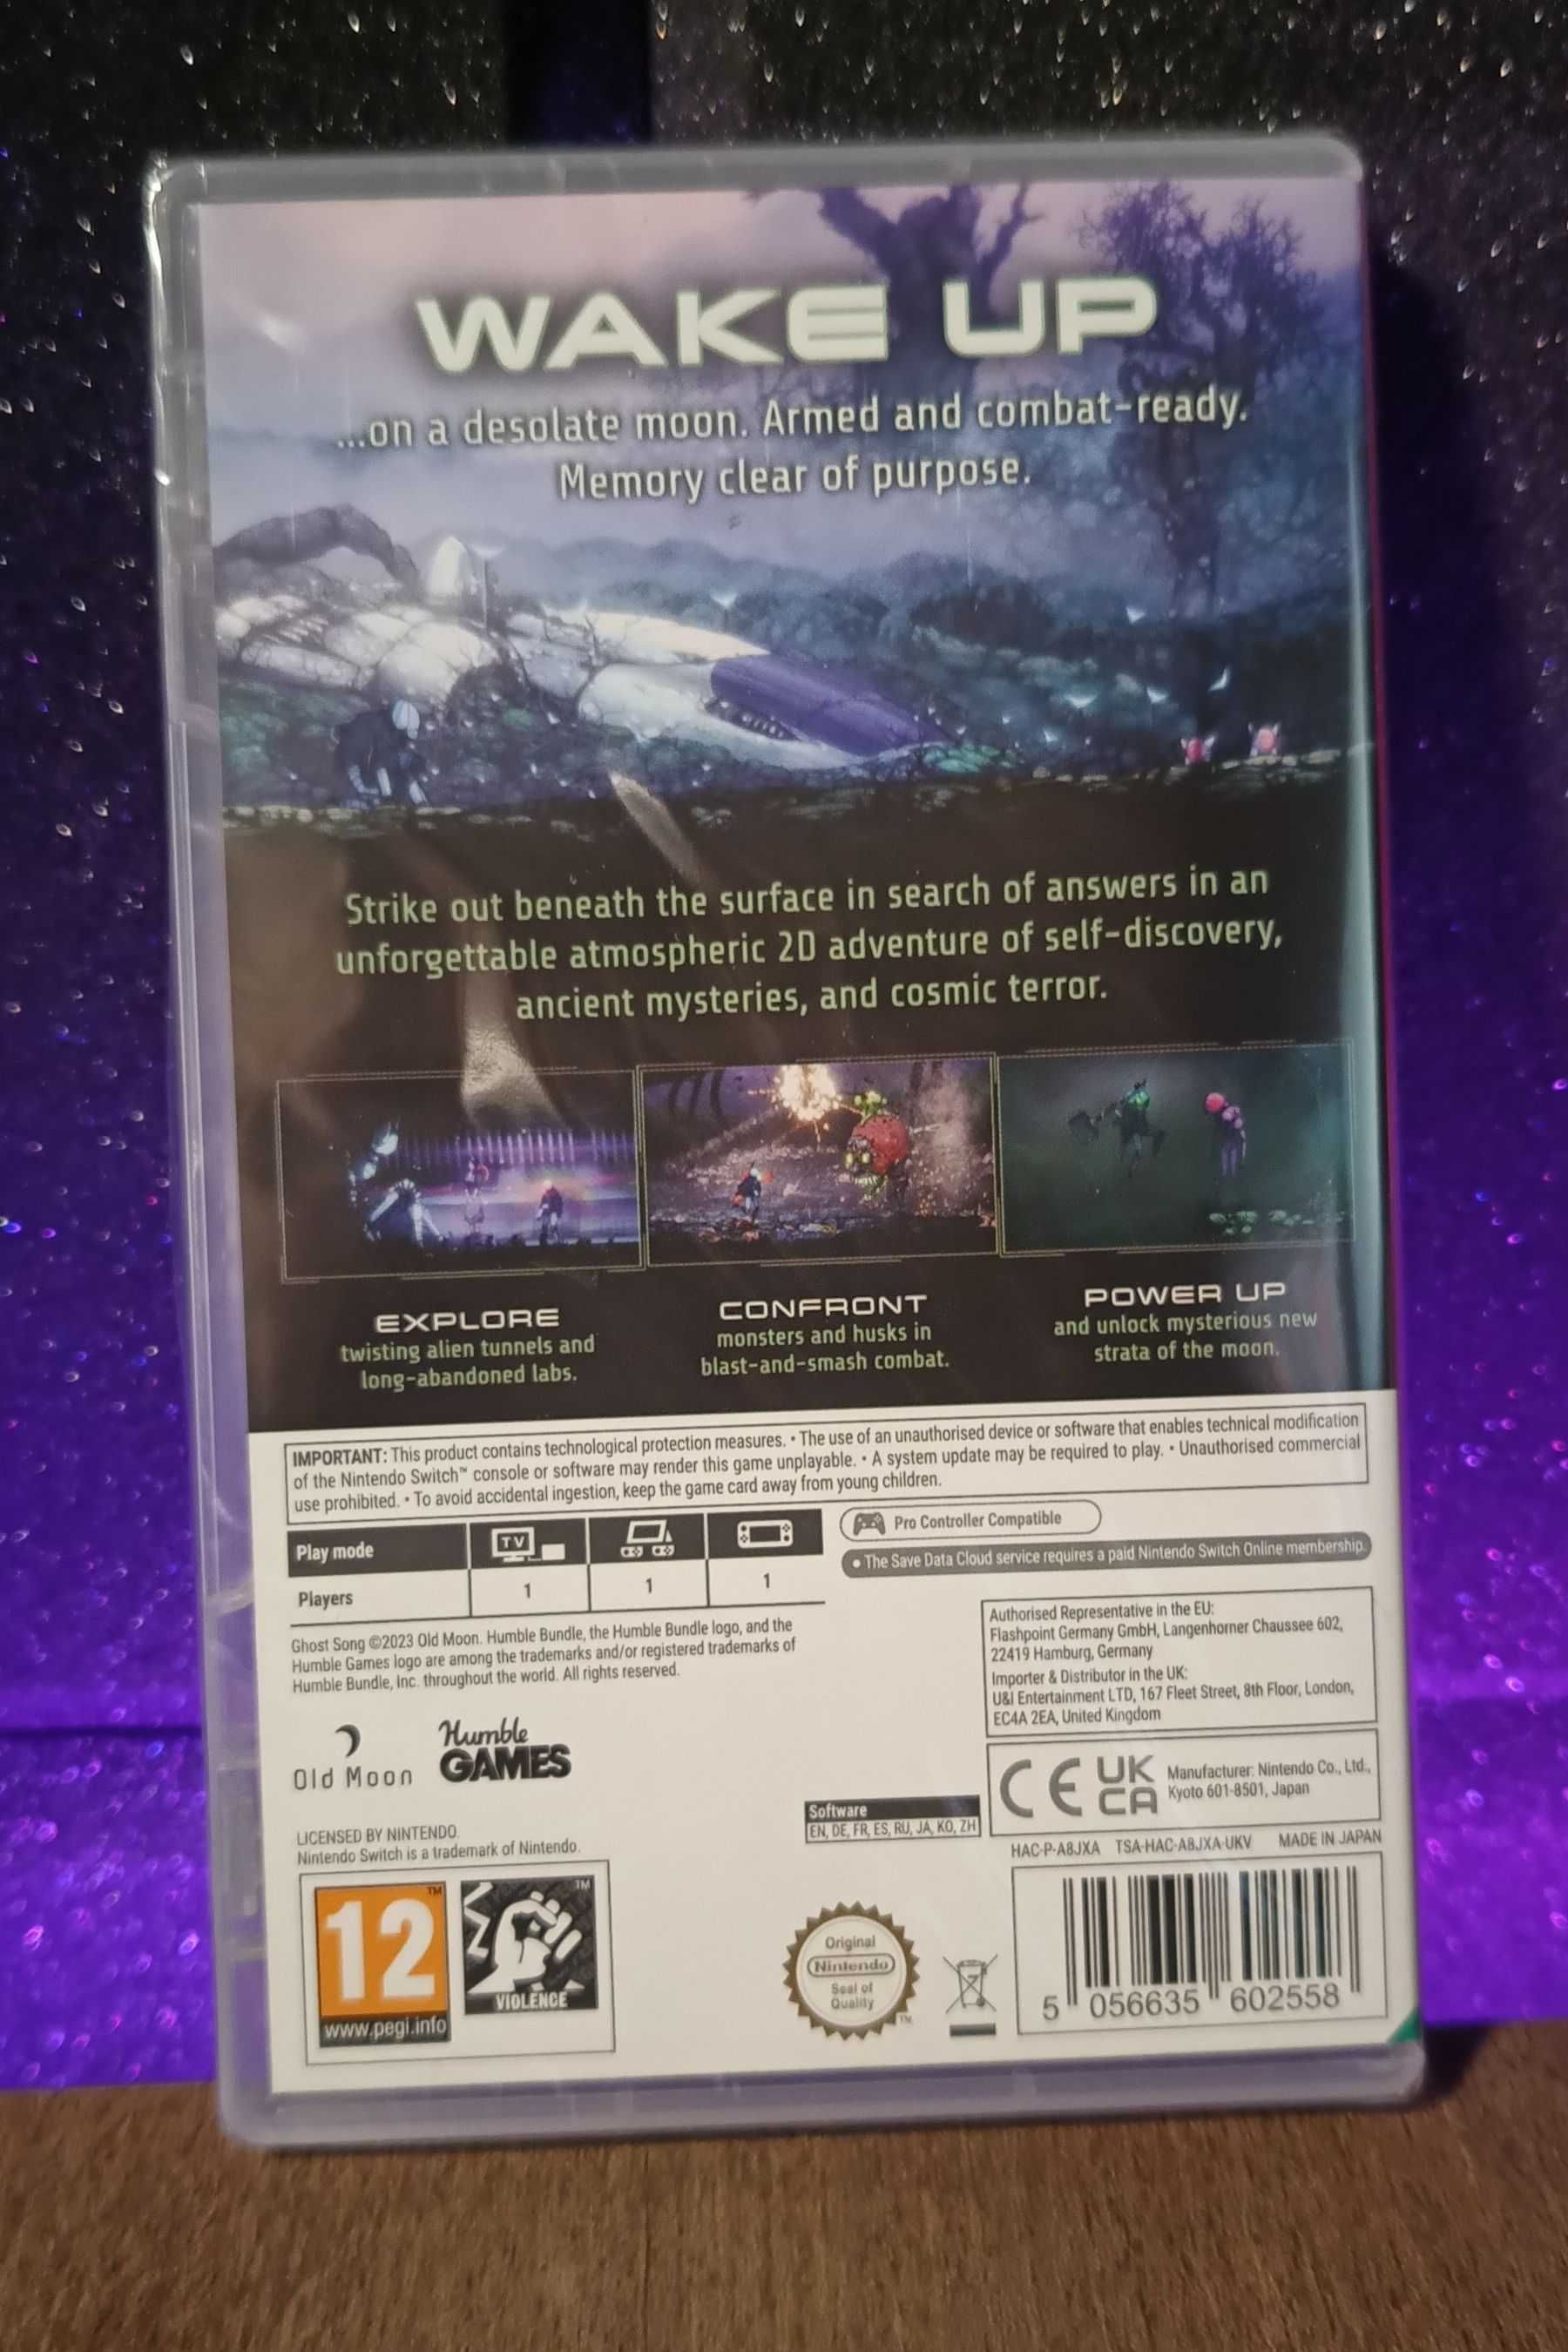 WAKE UP
...on a desolate moon. Armed and combat-ready.
Memory clear of purpose.
Strike out beneath the surface in search of answers in an
unforgettable atmospheric 2D adventure of self-discovery,
ancient mysteries, and cosmic terror.
EXPLORE
twisting alien tunnels and
long-abandoned labs.
CONFRONT
monsters and husks in
blast-and-smash combat.
POWER UP
and unlock mysterious new
strata of the moon.
IMPORTANT: This product contains technological protection measures. • The use of an unauthorised device or software that enables technical modification
of the Nintendo Switch™ console or software may render this game unplayable. • A system update may be required to play. • Unauthorised commercial
use prohibited. • To avoid accidental ingestion, keep the game card away from young children.
Play mode TV
Players 1 1 1
Pro Controller Compatible
• The Save Data Cloud service requires a paid Nintendo Switch Online membership.
Ghost Song ©2023 Old Moon. Humble Bundle, the Humble Bundle logo, and the
Humble Games logo are among the trademarks and/or registered trademarks of
Humble Bundle, Inc. throughout the world. All rights reserved.
Authorised Representative in the EU:
Flashpoint Germany GmbH, Langenhorner Chaussee 602,
22419 Hamburg, Germany
Importer & Distributor in the UK:
U&I Entertainment LTD, 167 Fleet Street, 8th Floor, London,
EC4A 2EA, United Kingdom
Old Moon
Humble
GAMES
CE UK
CA
Manufacturer: Nintendo Co., Ltd.,
Kyoto 601-8501, Japan
Software
EN, DE, FR, ES, RU, JA, KO, ZH
HAC-P-A8JXA TSA-HAC-A8JXA-UKV MADE IN JAPAN
LICENSED BY NINTENDO.
Nintendo Switch is a trademark of Nintendo.
12 ™
www.pegi.info
VIOLENCE
TM
Original
Nintendo
Seal of
Quality
TM
5 056635 602558